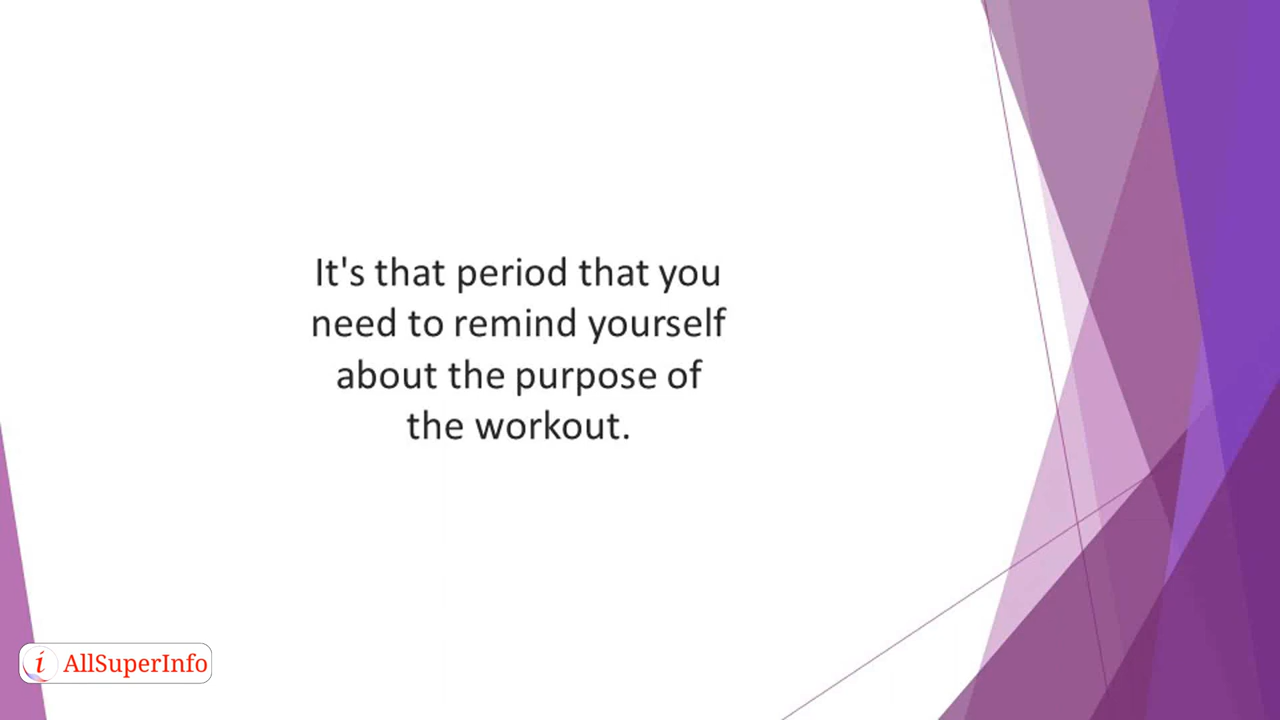 It's that period that you
need to remind yourself
about the purpose of
the workout.
i AllSuperInfo